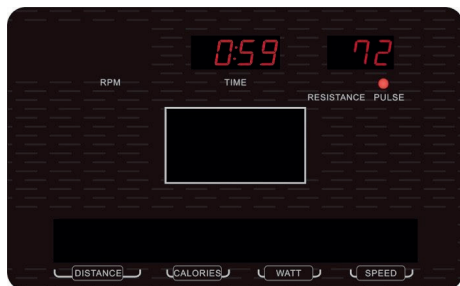 0:59 72
RPM TIME
RESISTANCE PULSE
DISTANCE CALORIES WATT SPEED